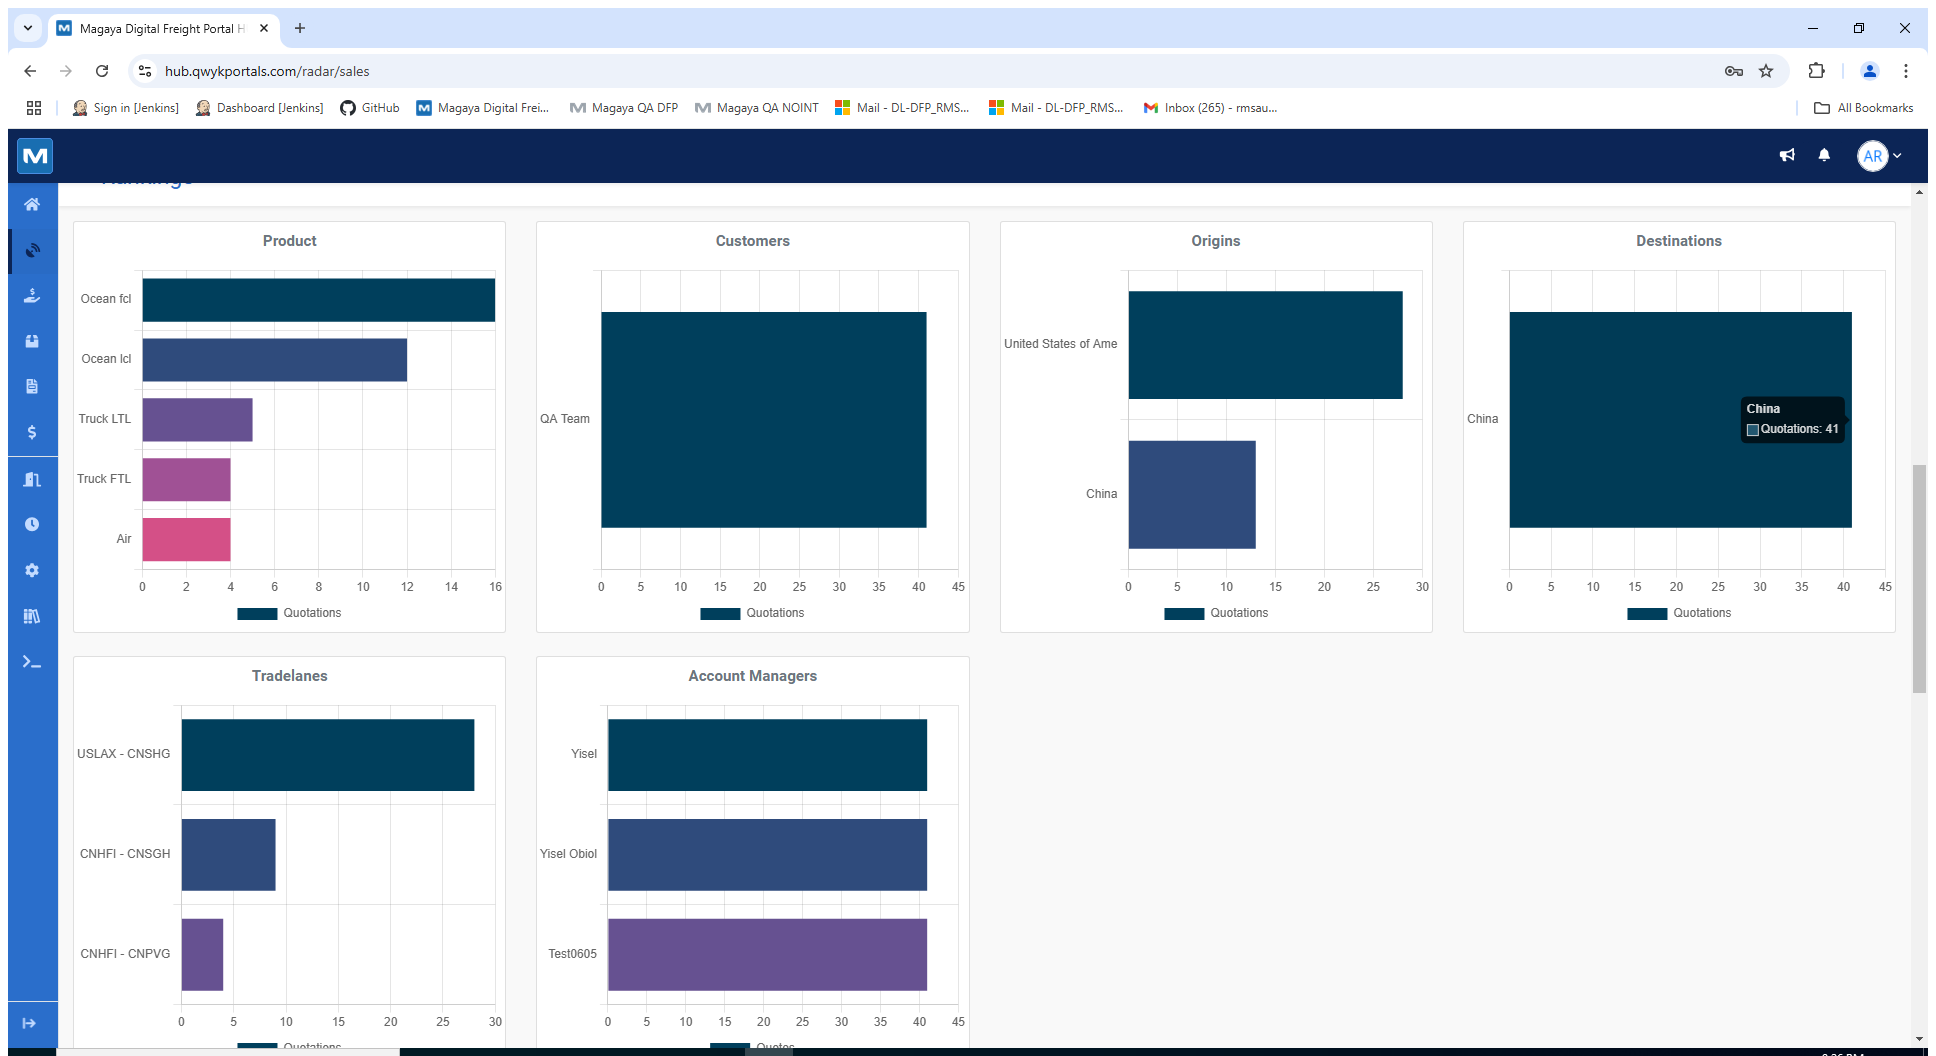 Magaya Digital Freight Portal H
hub.qwykportals.com/radar/sales
Sign in [Jenkins]
Dashboard [Jenkins]
GitHub
Magaya Digital Frei...
Magaya QA DFP
Magaya QA NOINT
Mail - DL-DFP_RMS...
Mail - DL-DFP_RMS...
Inbox (265) - rmsau...
All Bookmarks
M
AR
Rankings
Product
Ocean fcl
Ocean lcl
Truck LTL
Truck FTL
Air
0 2 4 6 8 10 12 14 16
Quotations
Customers
QA Team
0 5 10 15 20 25 30 35 40 45
Quotations
Origins
United States of Ame
China
0 5 10 15 20 25 30
Quotations
Destinations
China
China
Quotations: 41
0 5 10 15 20 25 30 35 40 45
Quotations
Tradelanes
USLAX - CNSHG
CNHFI - CNSGH
CNHFI - CNPVG
0 5 10 15 20 25 30
Quotations
Account Managers
Yisel
Yisel Obiol
Test0605
0 5 10 15 20 25 30 35 40 45
Quotes